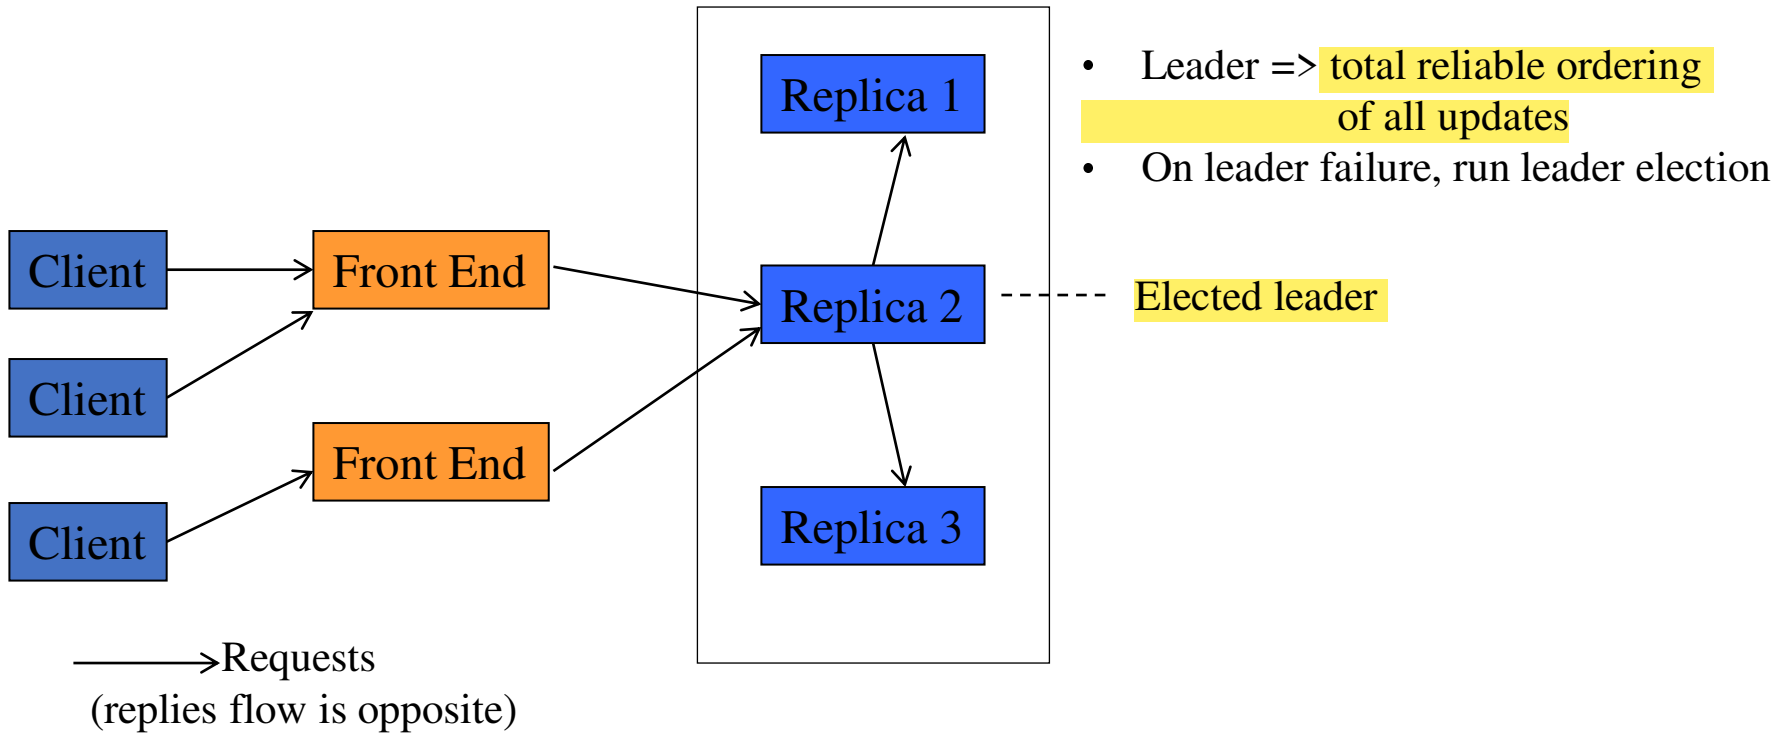 Replica 1
• Leader => total reliable ordering
of all updates
• On leader failure, run leader election
Client
Front End
Replica 2
Elected leader
Client
Front End
Client
Replica 3
Requests
(replies flow is opposite)